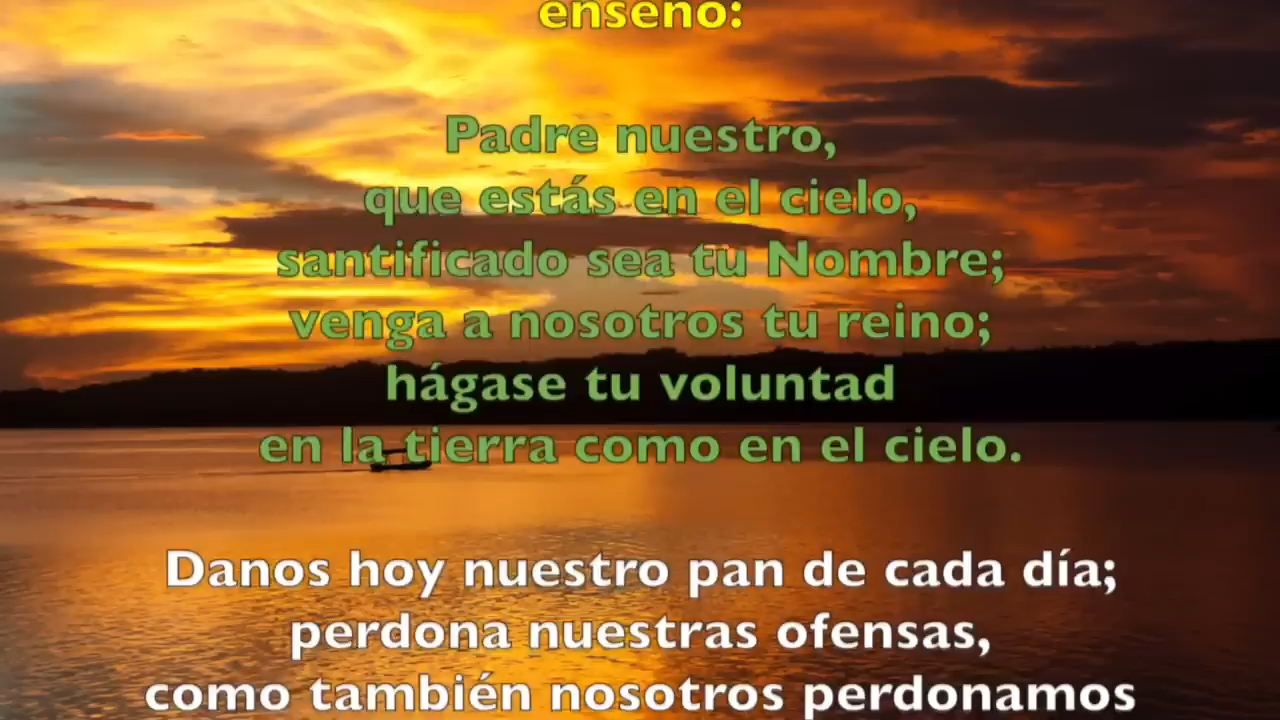 enseñó:
Padre nuestro,
que estás en el cielo,
santificado sea tu Nombre;
venga a nosotros tu reino;
hágase tu voluntad
en la tierra como en el cielo.
Danos hoy nuestro pan de cada día;
perdona nuestras ofensas,
como también nosotros perdonamos